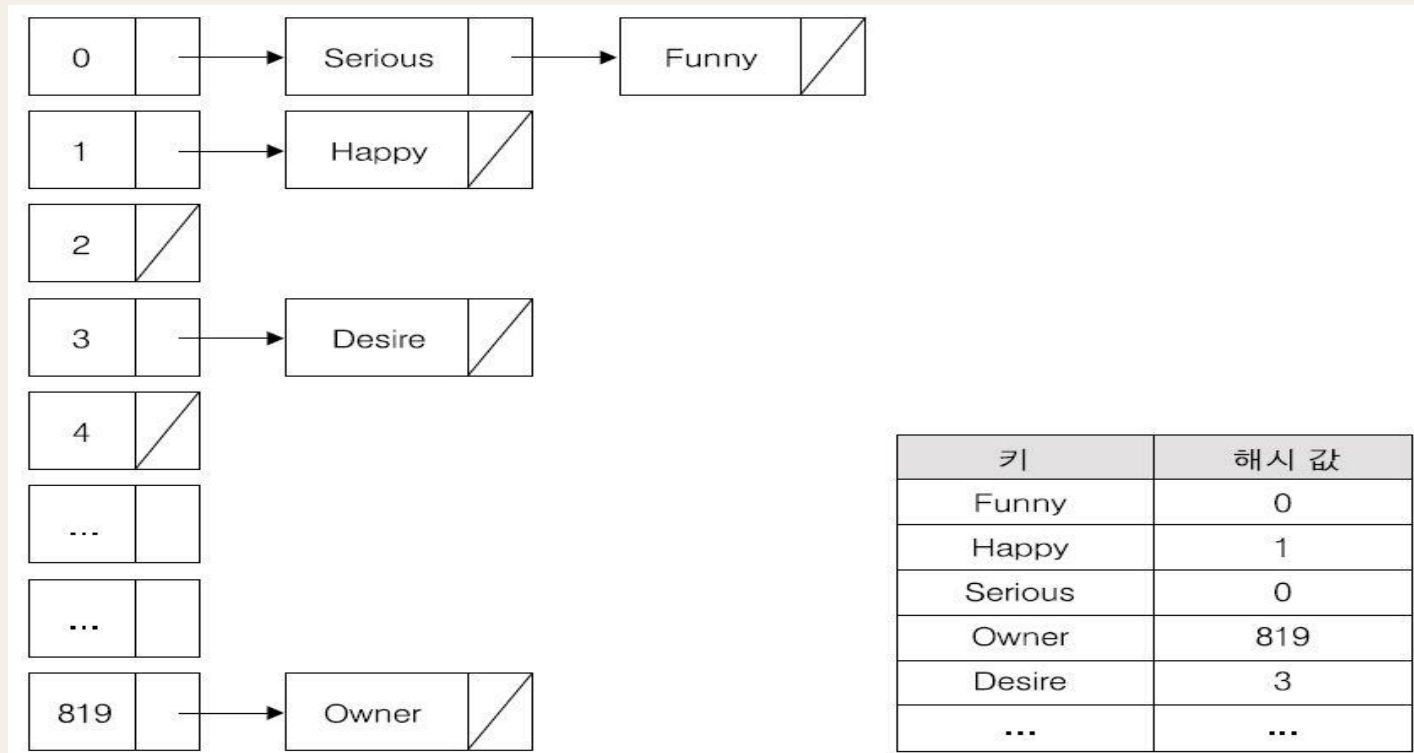 0 Serious Funny
1 Happy
2
3 Desire
4
...
...
819 Owner
키 해시 값
Funny 0
Happy 1
Serious 0
Owner 819
Desire 3
... ...